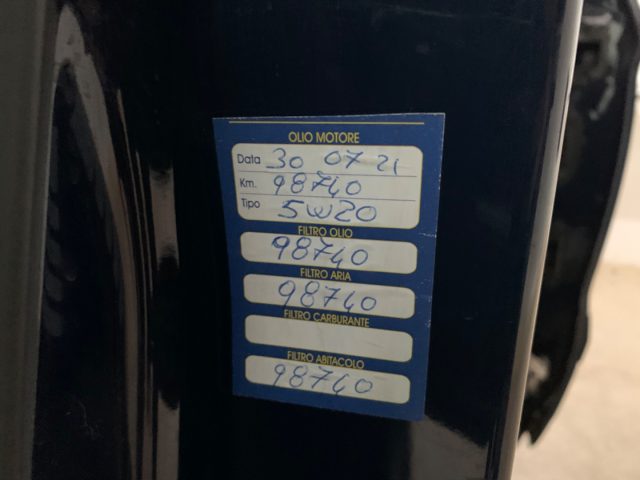 OLIO MOTORE
Data 30 07 21
Km. 98740
Tipo 5W20
FILTRO OLIO
98740
FILTRO ARIA
98740
FILTRO CARBURANTE
FILTRO ABITACOLO
98740